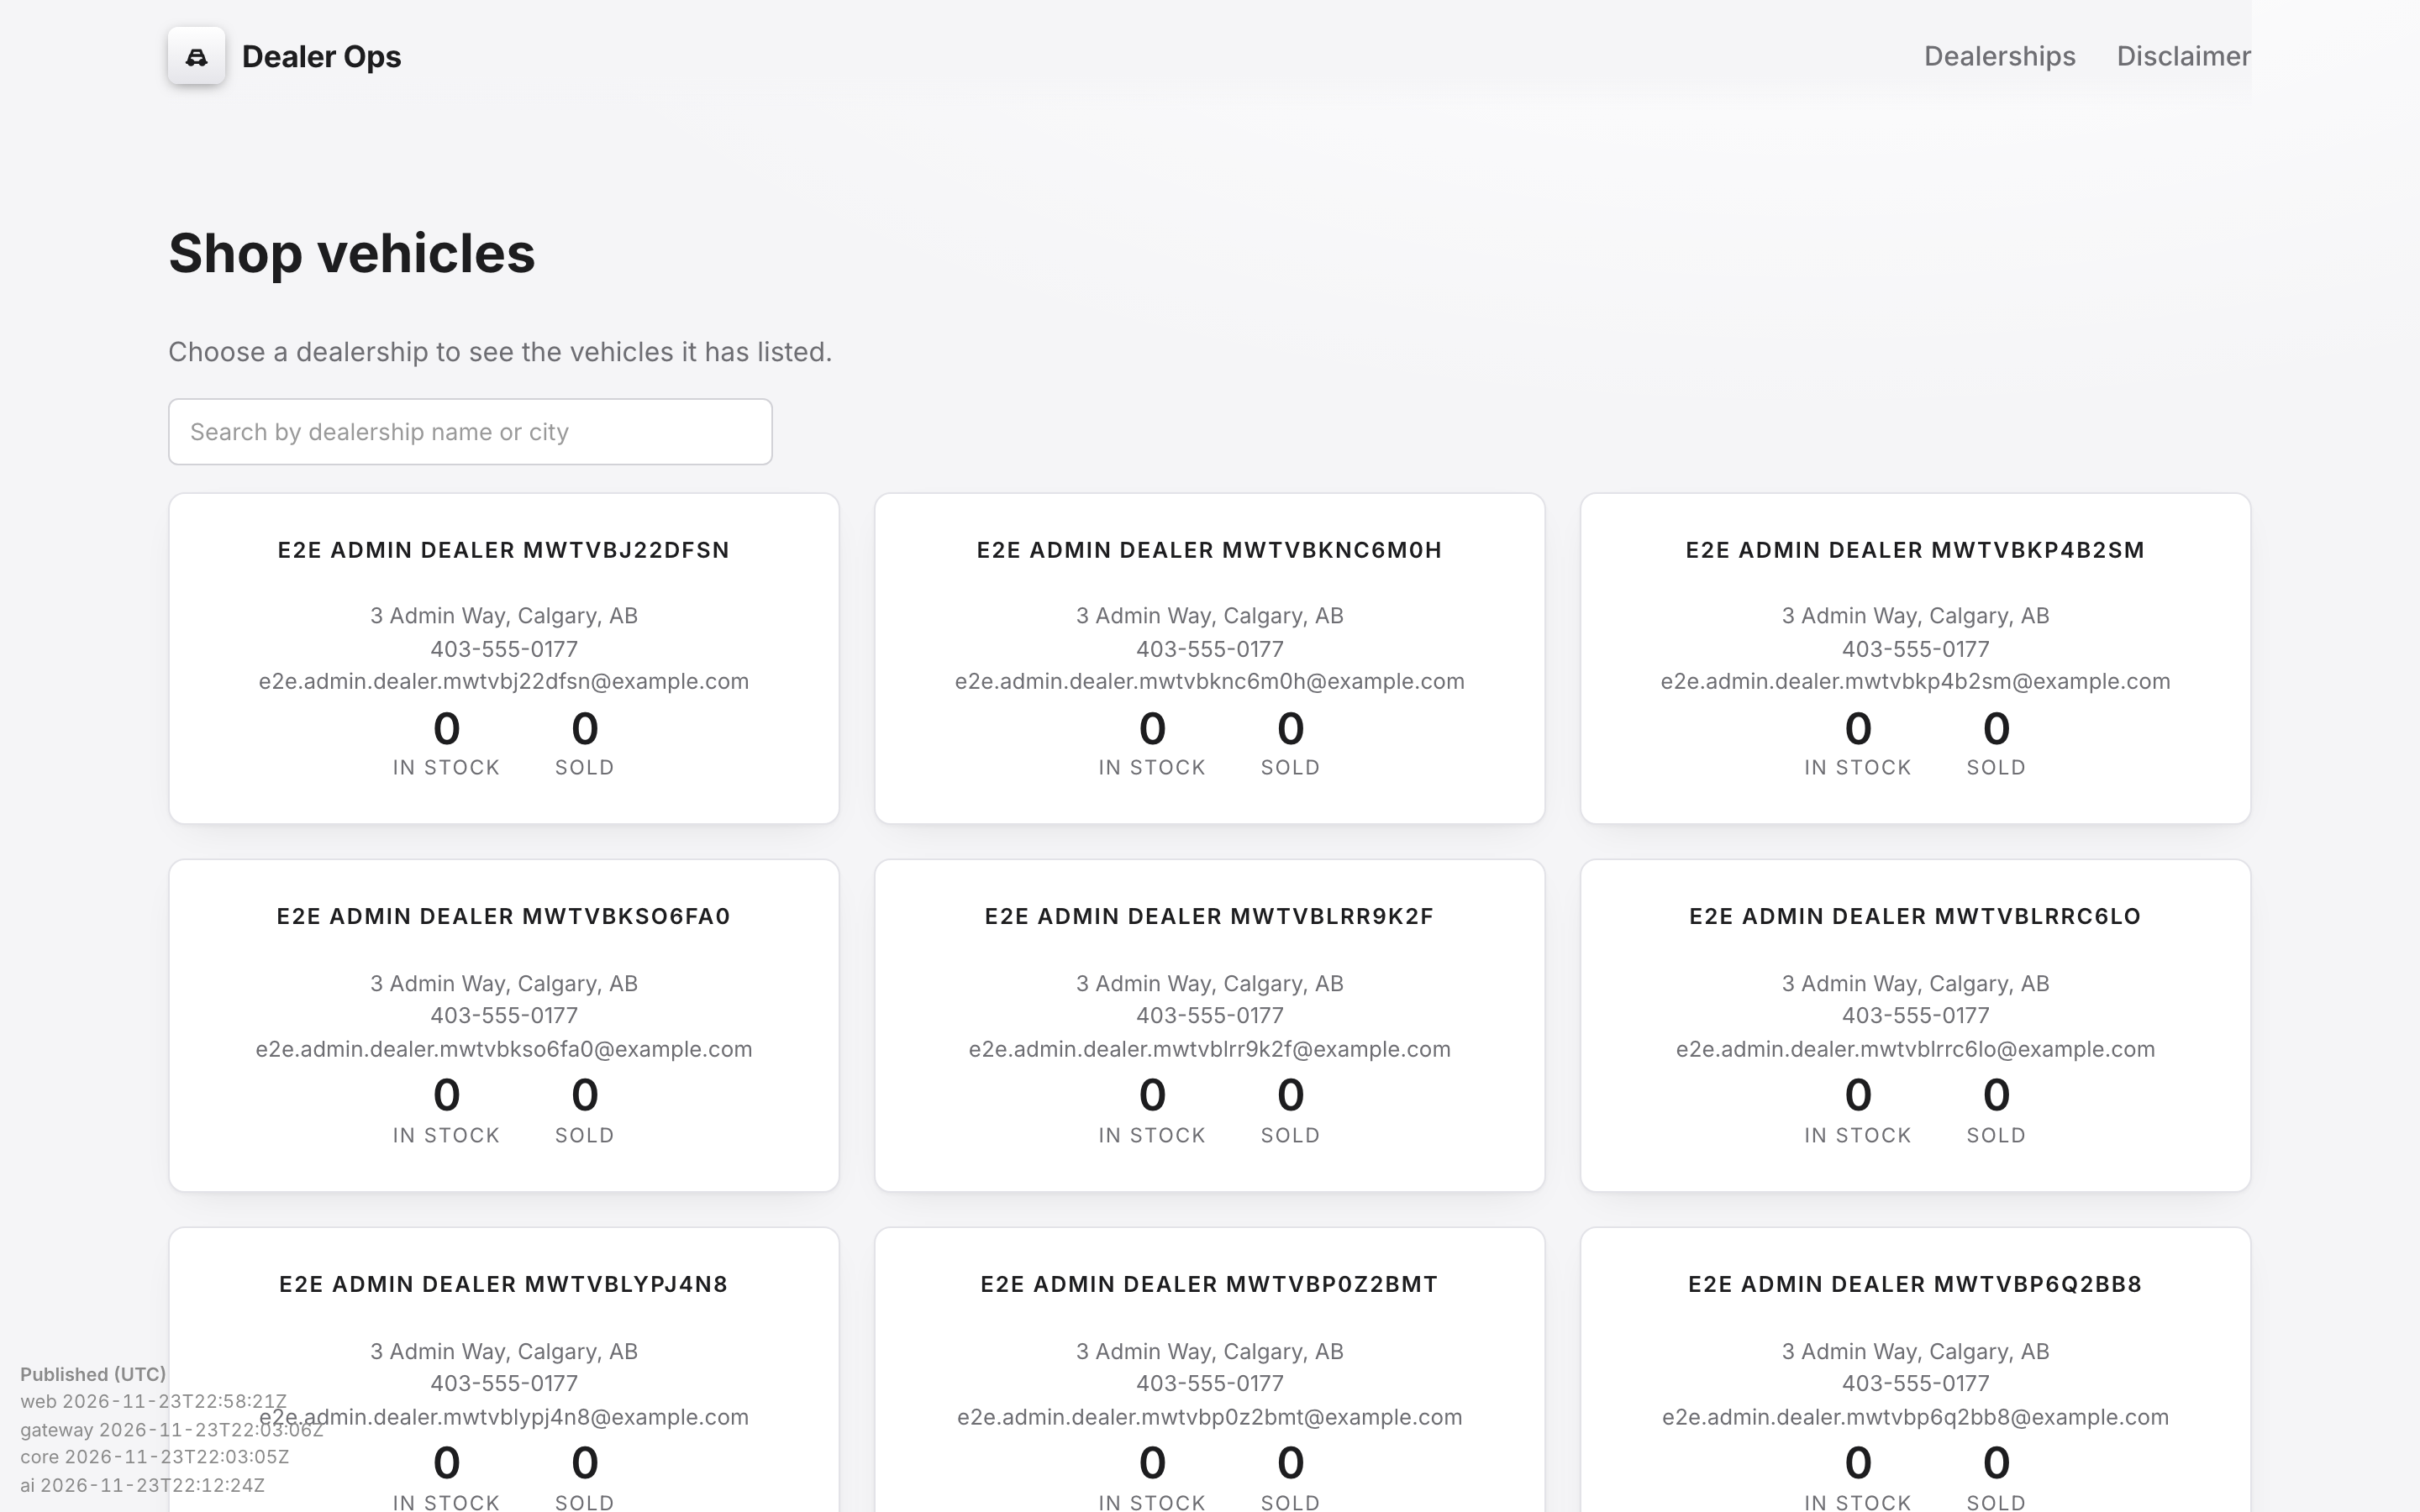 Dealer Ops
Dealerships
Disclaimer
Shop vehicles
Choose a dealership to see the vehicles it has listed.
Search by dealership name or city
E2E ADMIN DEALER MWTVBJ22DFSN
3 Admin Way, Calgary, AB
403-555-0177
e2e.admin.dealer.mwtvbj22dfsn@example.com
0 0
IN STOCK SOLD
E2E ADMIN DEALER MWTVBKNC6M0H
3 Admin Way, Calgary, AB
403-555-0177
e2e.admin.dealer.mwtvbknc6m0h@example.com
0 0
IN STOCK SOLD
E2E ADMIN DEALER MWTVBKP4B2SM
3 Admin Way, Calgary, AB
403-555-0177
e2e.admin.dealer.mwtvbkp4b2sm@example.com
0 0
IN STOCK SOLD
E2E ADMIN DEALER MWTVBKSO6FA0
3 Admin Way, Calgary, AB
403-555-0177
e2e.admin.dealer.mwtvbkso6fa0@example.com
0 0
IN STOCK SOLD
E2E ADMIN DEALER MWTVBLRR9K2F
3 Admin Way, Calgary, AB
403-555-0177
e2e.admin.dealer.mwtvblrr9k2f@example.com
0 0
IN STOCK SOLD
E2E ADMIN DEALER MWTVBLRRC6LO
3 Admin Way, Calgary, AB
403-555-0177
e2e.admin.dealer.mwtvblrrc6lo@example.com
0 0
IN STOCK SOLD
E2E ADMIN DEALER MWTVBLYPJ4N8
3 Admin Way, Calgary, AB
403-555-0177
e2e.admin.dealer.mwtvblypj4n8@example.com
0 0
IN STOCK SOLD
E2E ADMIN DEALER MWTVBP0Z2BMT
3 Admin Way, Calgary, AB
403-555-0177
e2e.admin.dealer.mwtvbp0z2bmt@example.com
0 0
IN STOCK SOLD
E2E ADMIN DEALER MWTVBP6Q2BB8
3 Admin Way, Calgary, AB
403-555-0177
e2e.admin.dealer.mwtvbp6q2bb8@example.com
0 0
IN STOCK SOLD
Published (UTC)
web 2026-11-23T22:58:21Z
gateway 2026-11-23T22:03:06Z
core 2026-11-23T22:03:05Z
ai 2026-11-23T22:12:24Z